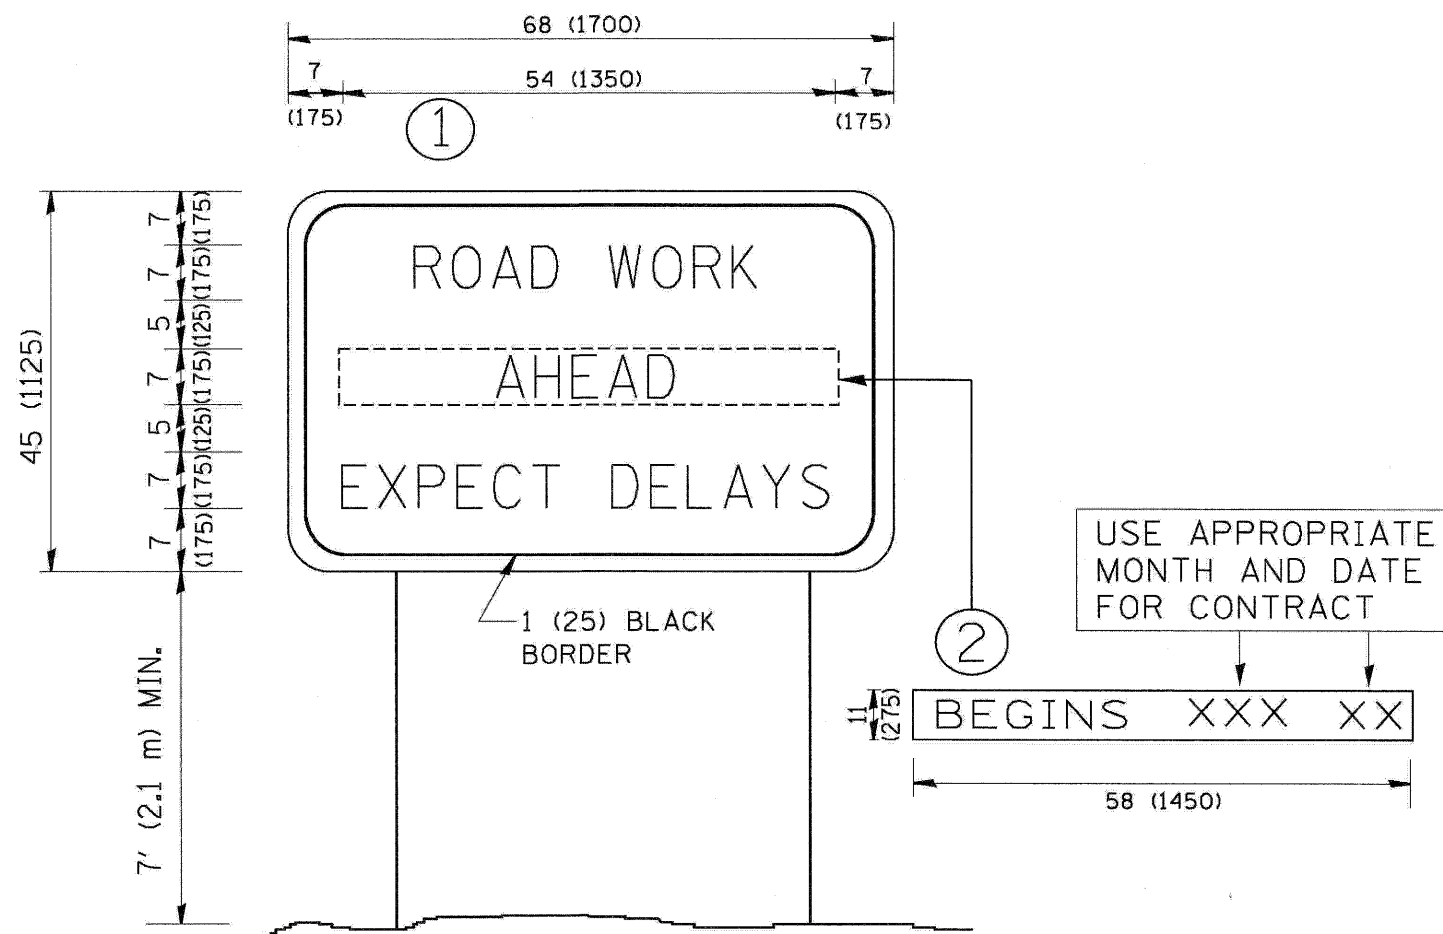 68 (1700)
7
54 (1350)
7
(175)
(175)
1
7
(175)
7
(175)
5
(125)
7
(175)
5
(125)
7
(175)
7
(175)
45 (1125)
ROAD WORK
AHEAD
EXPECT DELAYS
1 (25) BLACK
BORDER
7' (2.1 m) MIN.
2
USE APPROPRIATE
MONTH AND DATE
FOR CONTRACT
11
(275)
BEGINS XXX XX
58 (1450)